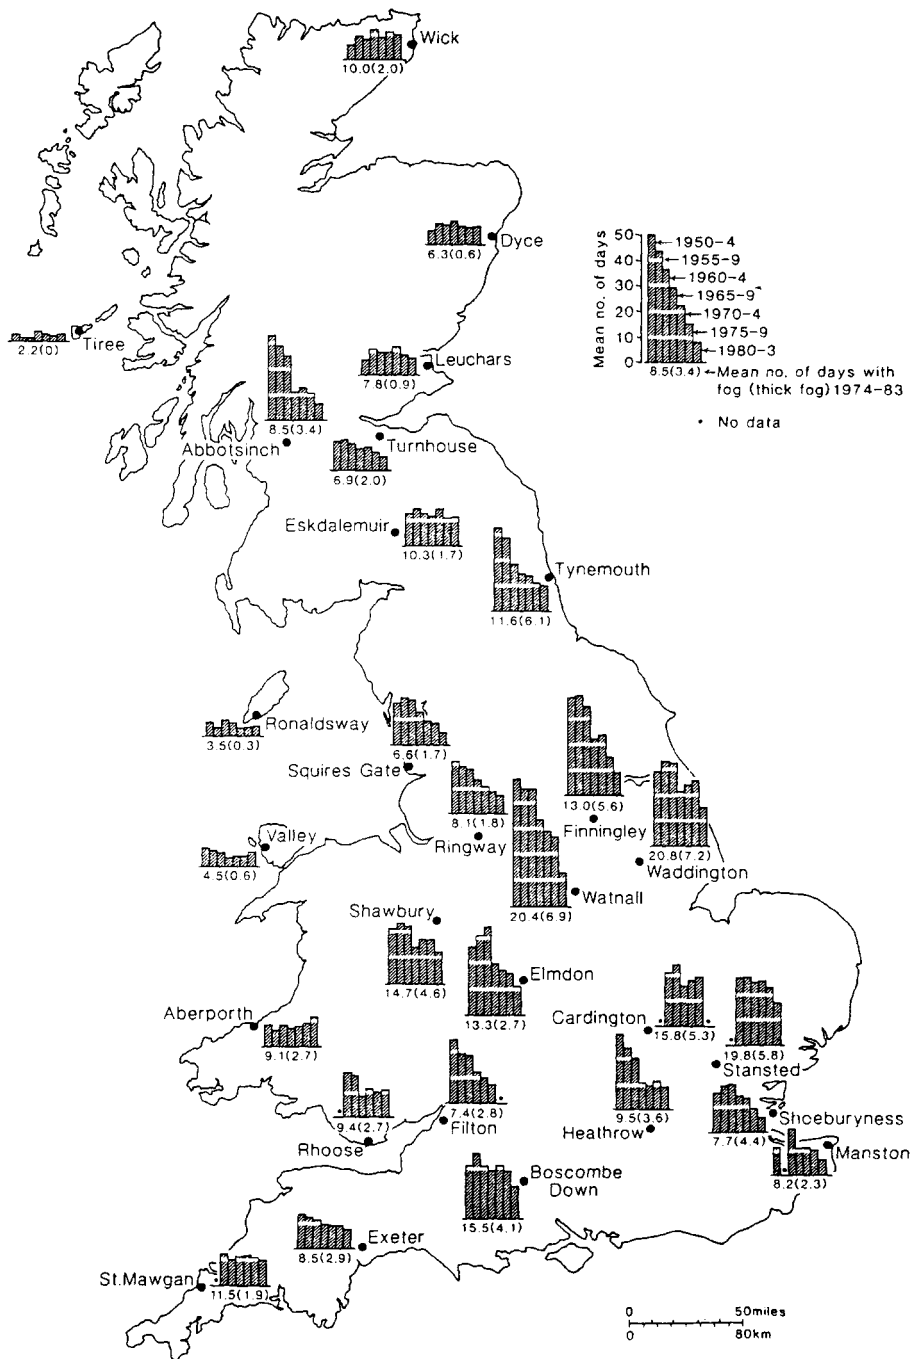 Wick
10.0(2.0)
Dyce
6.3(0.6)
Mean no. of days
50
40
30
20
10
0
1950-4
1955-9
1960-4
1965-9
1970-4
1975-9
1980-3
8.5(3.4)
Mean no. of days with
fog (thick fog) 1974-83
• No data
Tiree
2.2(0)
Leuchars
7.8(0.9)
8.5(3.4)
Abbotsinch
Turnhouse
6.9(2.0)
Eskdalemuir
10.3(1.7)
Tynemouth
11.6(6.1)
Ronaldsway
3.5(0.3)
6.6(1.7)
Squires Gate
8.1(1.8)
Ringway
13.0(5.6)
Finningley
20.8(7.2)
Waddington
Valley
4.5(0.6)
Watnall
20.4(6.9)
Shawbury
14.7(4.6)
Elmdon
13.3(2.7)
Cardington
15.8(5.3)
19.8(5.8)
Stansted
Aberporth
9.1(2.7)
9.4(2.7)
Rhoose
7.4(2.8)
Filton
9.5(3.6)
Heathrow
Shoeburyness
7.7(4.4)
Manston
8.2(2.3)
Boscombe
Down
15.5(4.1)
Exeter
8.5(2.9)
St.Mawgan
11.5(1.9)
0 50miles
0 80km